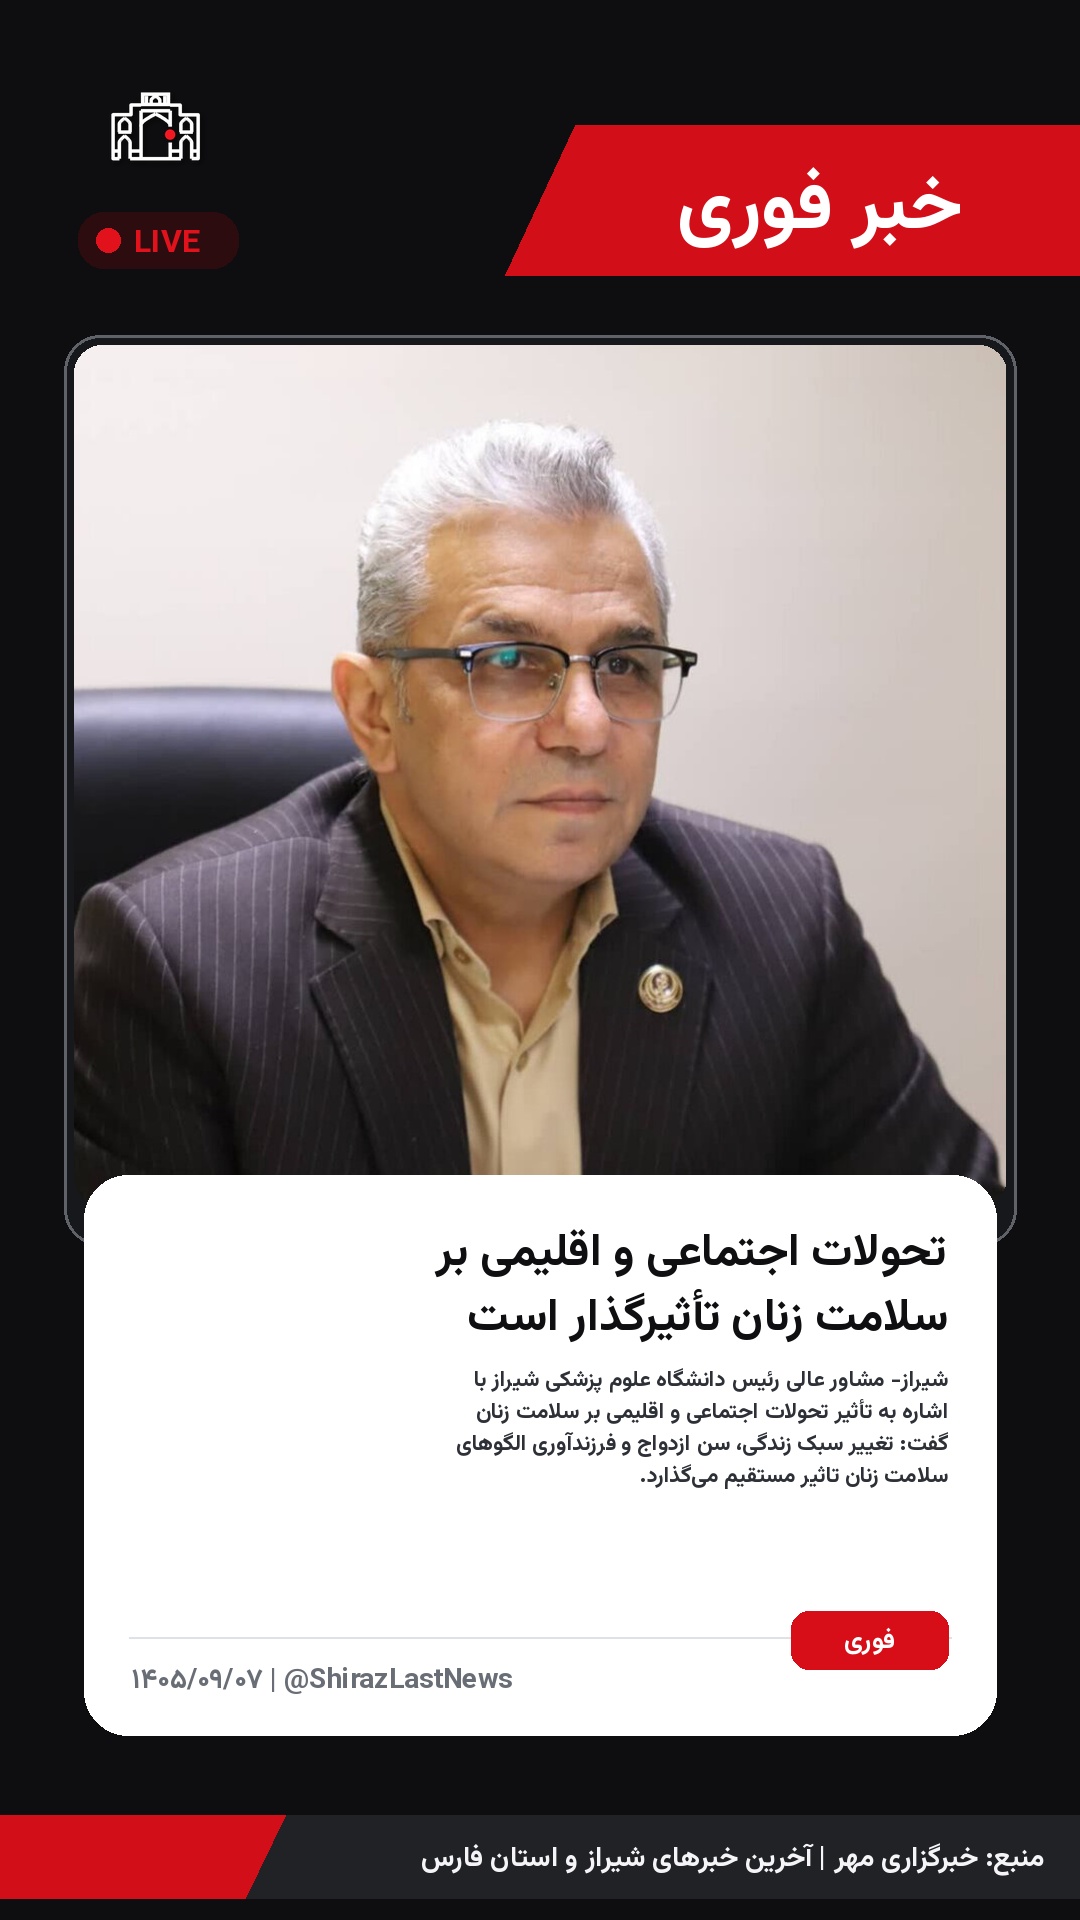 خبر فوری
LIVE
تحولات اجتماعی و اقلیمی بر
سلامت زنان تأثیرگذار است
شیراز- مشاور عالی رئیس دانشگاه علوم پزشکی شیراز با
اشاره به تأثیر تحولات اجتماعی و اقلیمی بر سلامت زنان
گفت: تغییر سبک زندگی، سن ازدواج و فرزندآوری الگوهای
سلامت زنان تاثیر مستقیم می‌گذارد.
فوری
۱۴۰۵/۰۹/۰۷ | @ShirazLastNews
منبع: خبرگزاری مهر | آخرین خبرهای شیراز و استان فارس